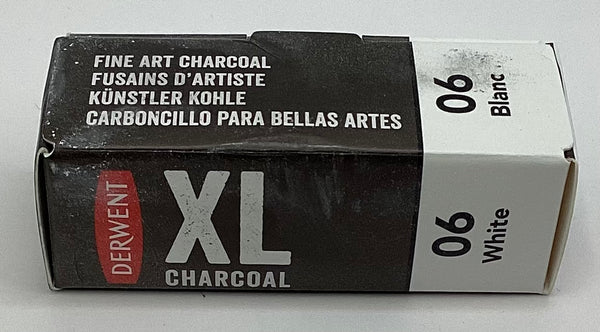 FINE ART CHARCOAL
FUSAINS D'ARTISTE
KÜNSTLER KOHLE
CARBONCILLO PARA BELLAS ARTES
06
Blanc
DERWENT
XL
CHARCOAL
06
White